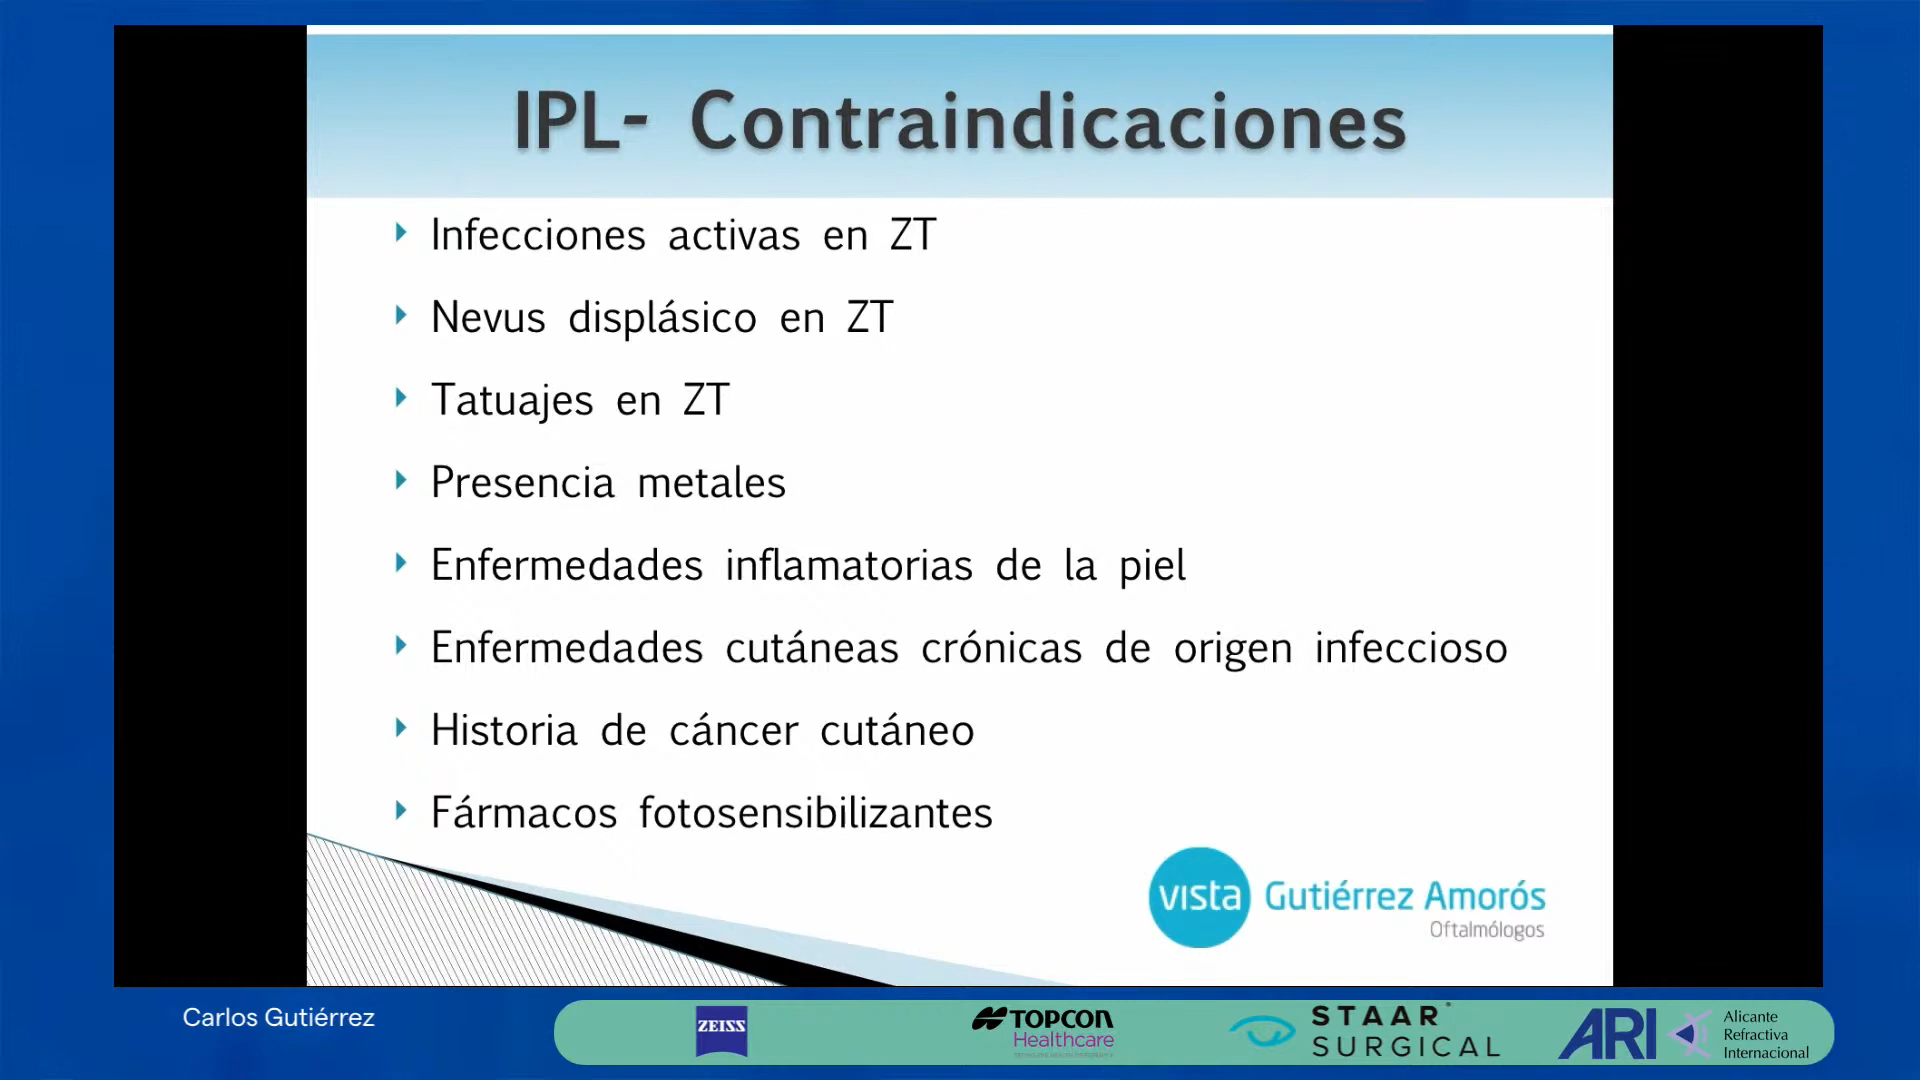 IPL- Contraindicaciones
Infecciones activas en ZT
Nevus displásico en ZT
Tatuajes en ZT
Presencia metales
Enfermedades inflamatorias de la piel
Enfermedades cutáneas crónicas de origen infeccioso
Historia de cáncer cutáneo
Fármacos fotosensibilizantes
vista Gutiérrez Amorós
Oftalmólogos
Carlos Gutiérrez
ZEISS
TOPCON
Healthcare
STAAR
SURGICAL
ARI
Alicante
Refractiva
Internacional